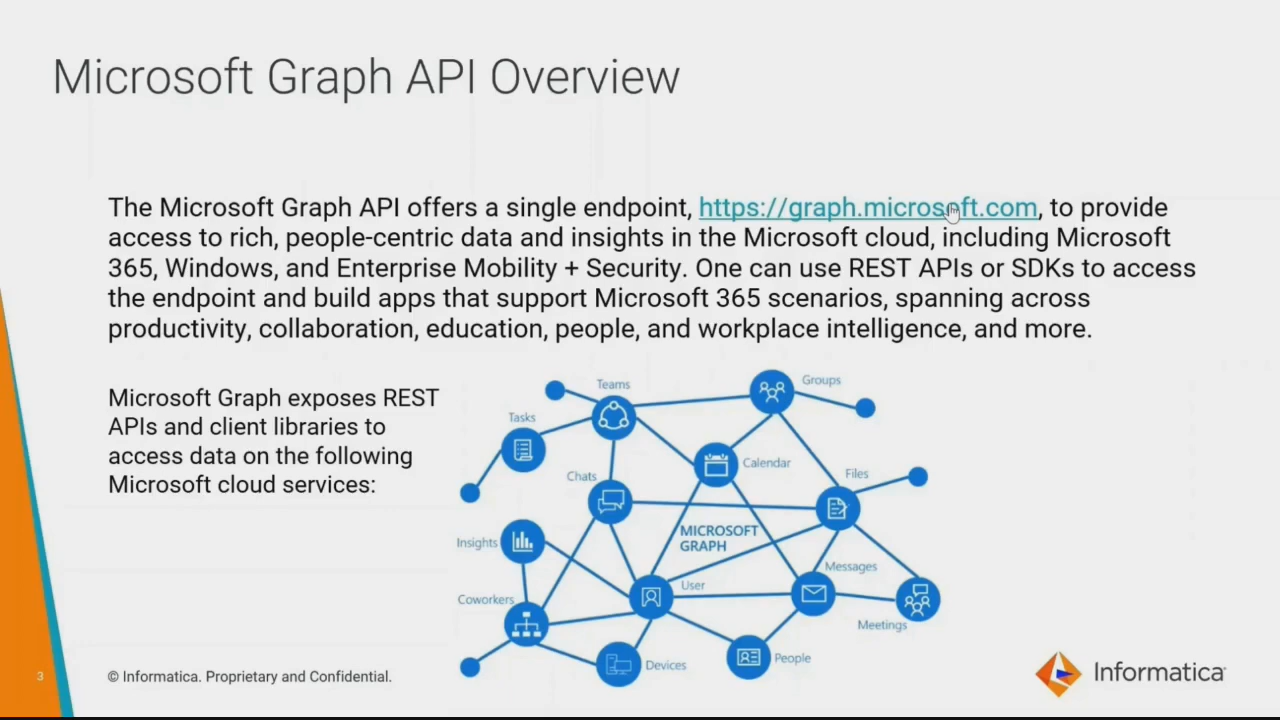 Microsoft Graph API Overview
The Microsoft Graph API offers a single endpoint, https://graph.microsoft.com, to provide
access to rich, people-centric data and insights in the Microsoft cloud, including Microsoft
365, Windows, and Enterprise Mobility + Security. One can use REST APIs or SDKs to access
the endpoint and build apps that support Microsoft 365 scenarios, spanning across
productivity, collaboration, education, people, and workplace intelligence, and more.
Microsoft Graph exposes REST
APIs and client libraries to
access data on the following
Microsoft cloud services:
Teams
Groups
Tasks
Calendar
Chats
Files
MICROSOFT
GRAPH
Insights
Messages
User
Coworkers
Meetings
Devices
People
3
© Informatica. Proprietary and Confidential.
Informatica